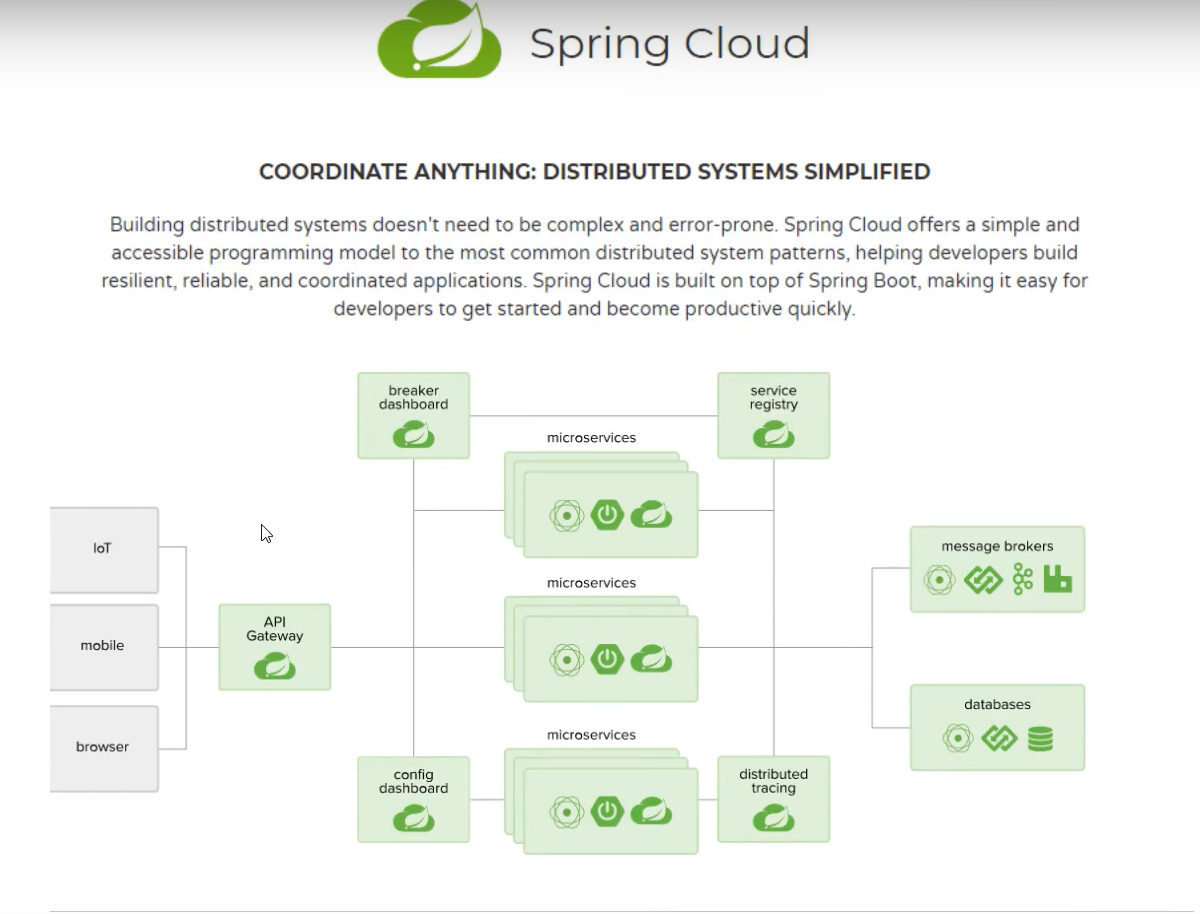 Spring Cloud
COORDINATE ANYTHING: DISTRIBUTED SYSTEMS SIMPLIFIED
Building distributed systems doesn't need to be complex and error-prone. Spring Cloud offers a simple and
accessible programming model to the most common distributed system patterns, helping developers build
resilient, reliable, and coordinated applications. Spring Cloud is built on top of Spring Boot, making it easy for
developers to get started and become productive quickly.
breaker
dashboard
service
registry
microservices
IoT
mobile
browser
API
Gateway
microservices
message brokers
databases
microservices
config
dashboard
distributed
tracing